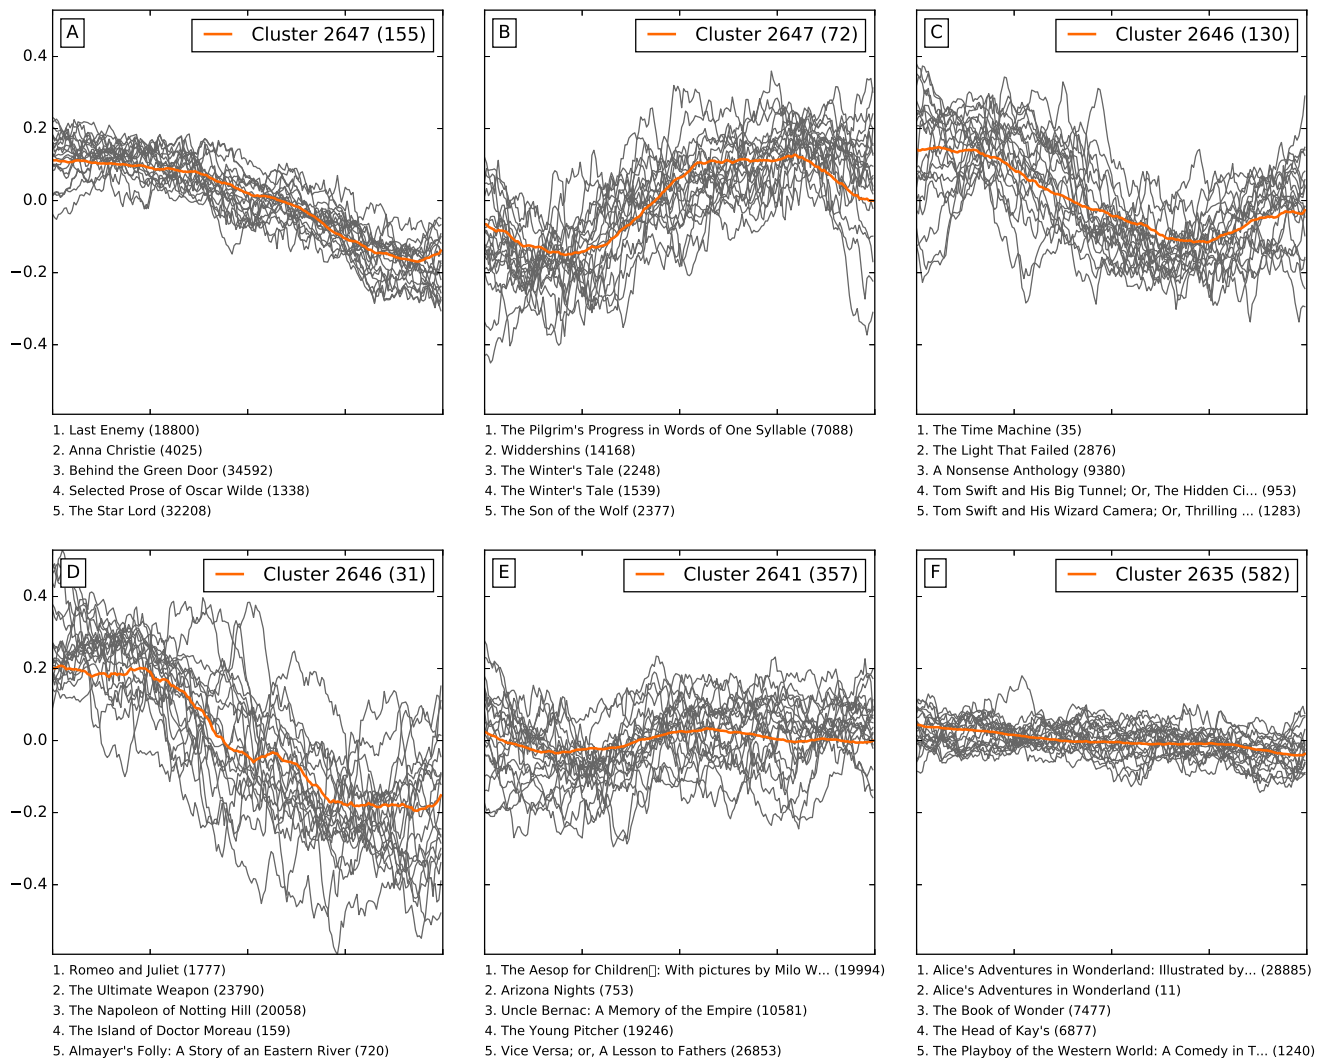 A
Cluster 2647 (155)
B
Cluster 2647 (72)
C
Cluster 2646 (130)
0.4
0.2
0.0
−0.2
−0.4
1. Last Enemy (18800)
2. Anna Christie (4025)
3. Behind the Green Door (34592)
4. Selected Prose of Oscar Wilde (1338)
5. The Star Lord (32208)
1. The Pilgrim's Progress in Words of One Syllable (7088)
2. Widdershins (14168)
3. The Winter's Tale (2248)
4. The Winter's Tale (1539)
5. The Son of the Wolf (2377)
1. The Time Machine (35)
2. The Light That Failed (2876)
3. A Nonsense Anthology (9380)
4. Tom Swift and His Big Tunnel; Or, The Hidden Ci... (953)
5. Tom Swift and His Wizard Camera; Or, Thrilling ... (1283)
D
Cluster 2646 (31)
E
Cluster 2641 (357)
F
Cluster 2635 (582)
0.4
0.2
0.0
−0.2
−0.4
1. Romeo and Juliet (1777)
2. The Ultimate Weapon (23790)
3. The Napoleon of Notting Hill (20058)
4. The Island of Doctor Moreau (159)
5. Almayer's Folly: A Story of an Eastern River (720)
1. The Aesop for Children▯: With pictures by Milo W... (19994)
2. Arizona Nights (753)
3. Uncle Bernac: A Memory of the Empire (10581)
4. The Young Pitcher (19246)
5. Vice Versa; or, A Lesson to Fathers (26853)
1. Alice's Adventures in Wonderland: Illustrated by... (28885)
2. Alice's Adventures in Wonderland (11)
3. The Book of Wonder (7477)
4. The Head of Kay's (6877)
5. The Playboy of the Western World: A Comedy in T... (1240)